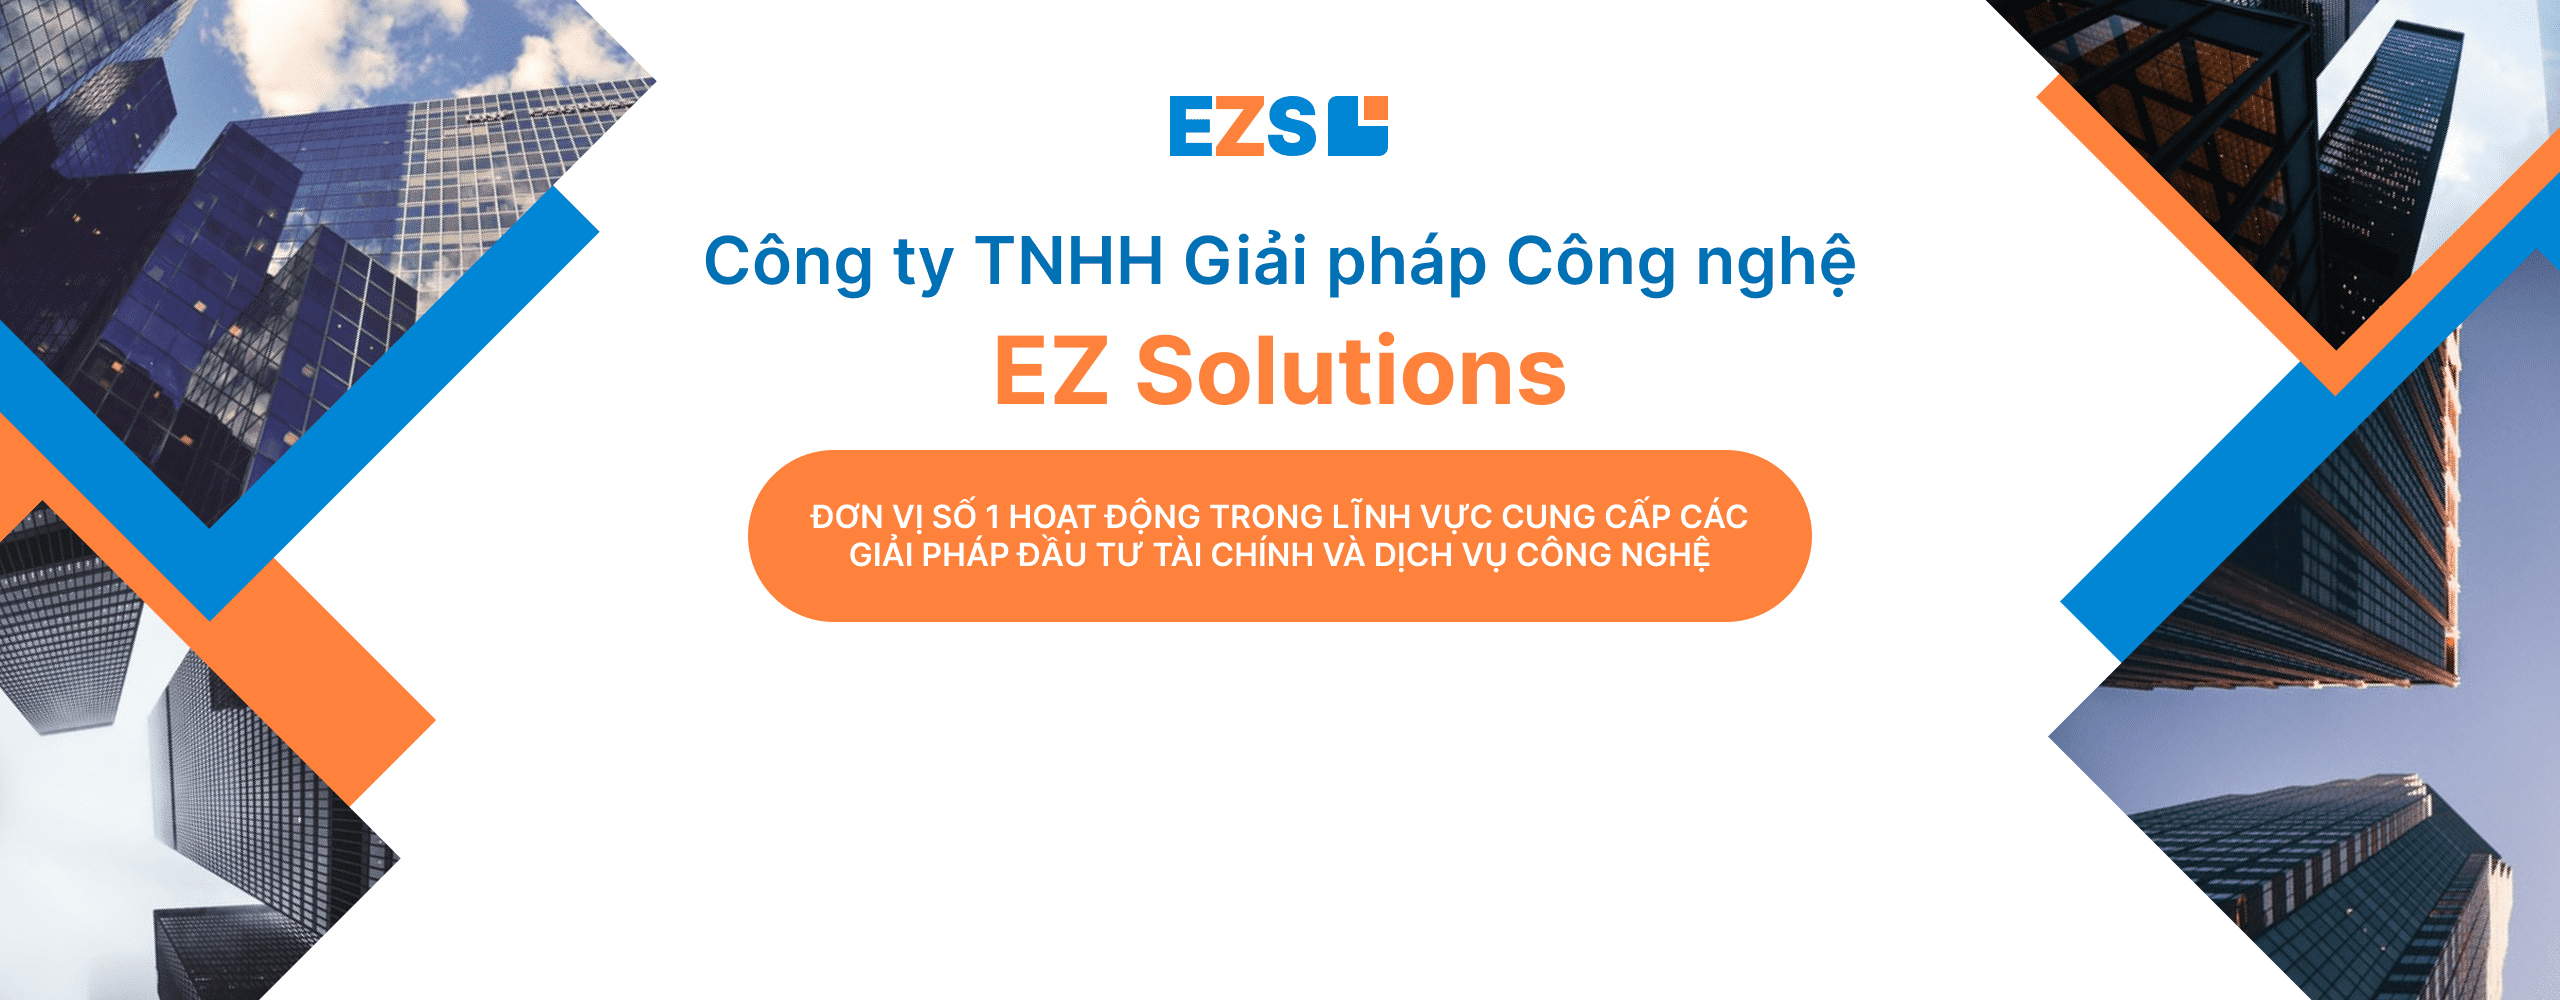 EZS
Công ty TNHH Giải pháp Công nghệ
EZ Solutions
ĐƠN VỊ SỐ 1 HOẠT ĐỘNG TRONG LĨNH VỰC CUNG CẤP CÁC
GIẢI PHÁP ĐẦU TƯ TÀI CHÍNH VÀ DỊCH VỤ CÔNG NGHỆ